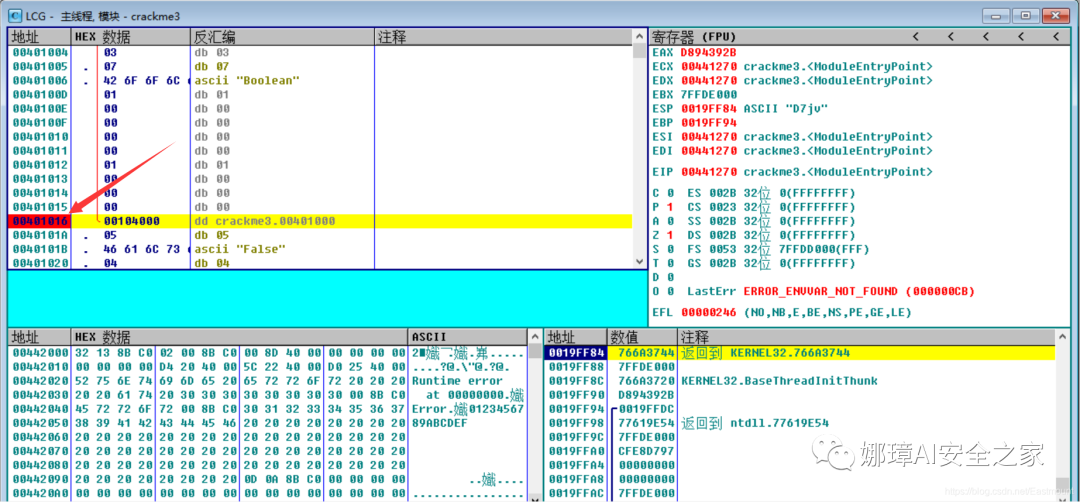 LCG - 主线程, 模块 - crackme3
地址 HEX 数据 反汇编 注释
00401004 03 db 03
00401005 . 07 db 07
00401006 . 42 6F 6F 6C ascii "Boolean"
0040100D 01 db 01
0040100E 00 db 00
0040100F 00 db 00
00401010 00 db 00
00401011 00 db 00
00401012 01 db 01
00401013 00 db 00
00401014 00 db 00
00401015 00 db 00
00401016 . 00104000 dd crackme3.00401000
0040101A . 05 db 05
0040101B . 46 61 6C 73 ascii "False"
00401020 . 04 db 04
寄存器 (FPU) < < < < <
EAX D894392B
ECX 00441270 crackme3.<ModuleEntryPoint>
EDX 00441270 crackme3.<ModuleEntryPoint>
EBX 7FFDE000
ESP 0019FF84 ASCII "D7jv"
EBP 0019FF94
ESI 00441270 crackme3.<ModuleEntryPoint>
EDI 00441270 crackme3.<ModuleEntryPoint>
EIP 00441270 crackme3.<ModuleEntryPoint>
C 0 ES 002B 32位 0(FFFFFFFF)
P 1 CS 0023 32位 0(FFFFFFFF)
A 0 SS 002B 32位 0(FFFFFFFF)
Z 1 DS 002B 32位 0(FFFFFFFF)
S 0 FS 0053 32位 7FFDD000(FFF)
T 0 GS 002B 32位 0(FFFFFFFF)
D 0
O 0 LastErr ERROR_ENVVAR_NOT_FOUND (000000CB)
EFL 00000246 (NO,NB,E,BE,NS,PE,GE,LE)
地址 HEX 数据 ASCII
00442000 32 13 8B C0 02 00 8B C0 00 8D 40 00 00 00 00 00
00442010 00 00 00 00 D4 20 40 00 5C 22 40 00 D0 25 40 00 ....?@.\"@.?@.
00442020 52 75 6E 74 69 6D 65 20 65 72 72 6F 72 20 20 20 Runtime error
00442030 20 20 61 74 20 30 30 30 30 30 30 30 30 00 8B C0 at 00000000.嬂
00442040 45 72 72 6F 72 00 8B C0 30 31 32 33 34 35 36 37 Error.嬂01234567
00442050 38 39 41 42 43 44 45 46 20 20 20 20 20 20 20 20 89ABCDEF
00442060 20 20 20 20 20 20 20 20 20 20 20 20 20 20 20 20
00442070 20 20 20 20 20 20 20 20 20 20 20 20 20 20 20 20
00442080 20 20 20 20 20 20 20 20 20 20 20 20 20 20 20 20
00442090 20 20 20 20 20 20 20 20 0D 0A 8B C0 00 00 00 00 ..嬂....
004420A0 00 00 00 00 00 00 00 00 00 00 00 00 00 00 00 00 ................
地址 数值 注释
0019FF84 766A3744 返回到 KERNEL32.766A3744
0019FF88 7FFDE000
0019FF8C 766A3720 KERNEL32.BaseThreadInitThunk
0019FF90 D894392B
0019FF94 0019FFDC
0019FF98 77619E54 返回到 ntdll.77619E54
0019FF9C 7FFDE000
0019FFA0 CFE8D797
0019FFA4 00000000
0019FFA8 00000000
0019FFAC 7FFDE000
娜璋AI安全之家